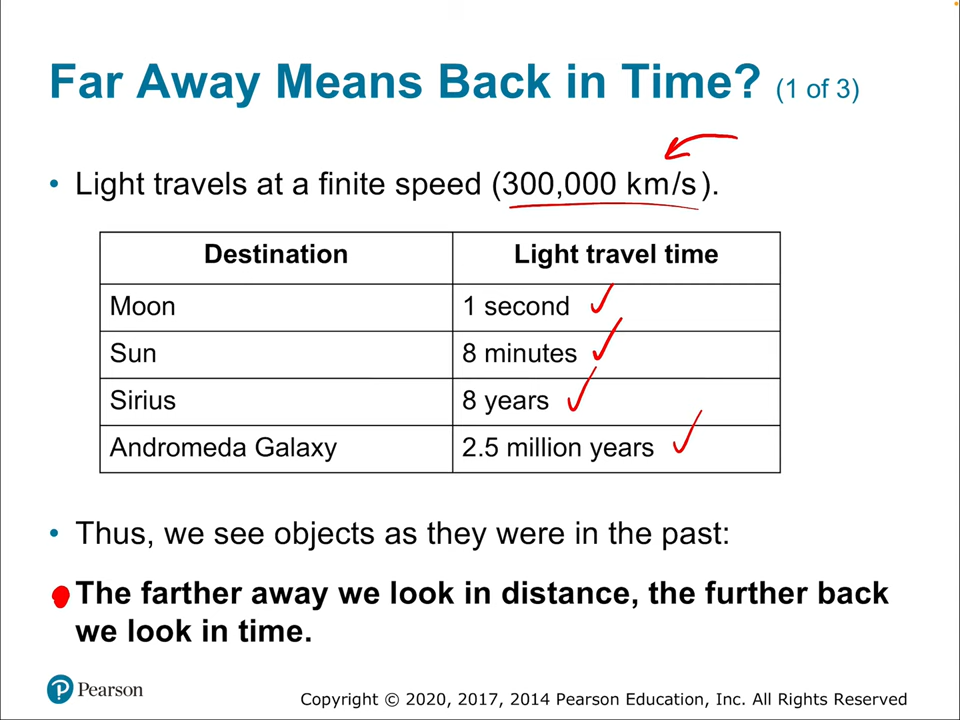 Far Away Means Back in Time? (1 of 3)
• Light travels at a finite speed (300,000 km/s).
Destination Light travel time
Moon 1 second
Sun 8 minutes
Sirius 8 years
Andromeda Galaxy 2.5 million years
• Thus, we see objects as they were in the past:
The farther away we look in distance, the further back
we look in time.
P Pearson
Copyright © 2020, 2017, 2014 Pearson Education, Inc. All Rights Reserved